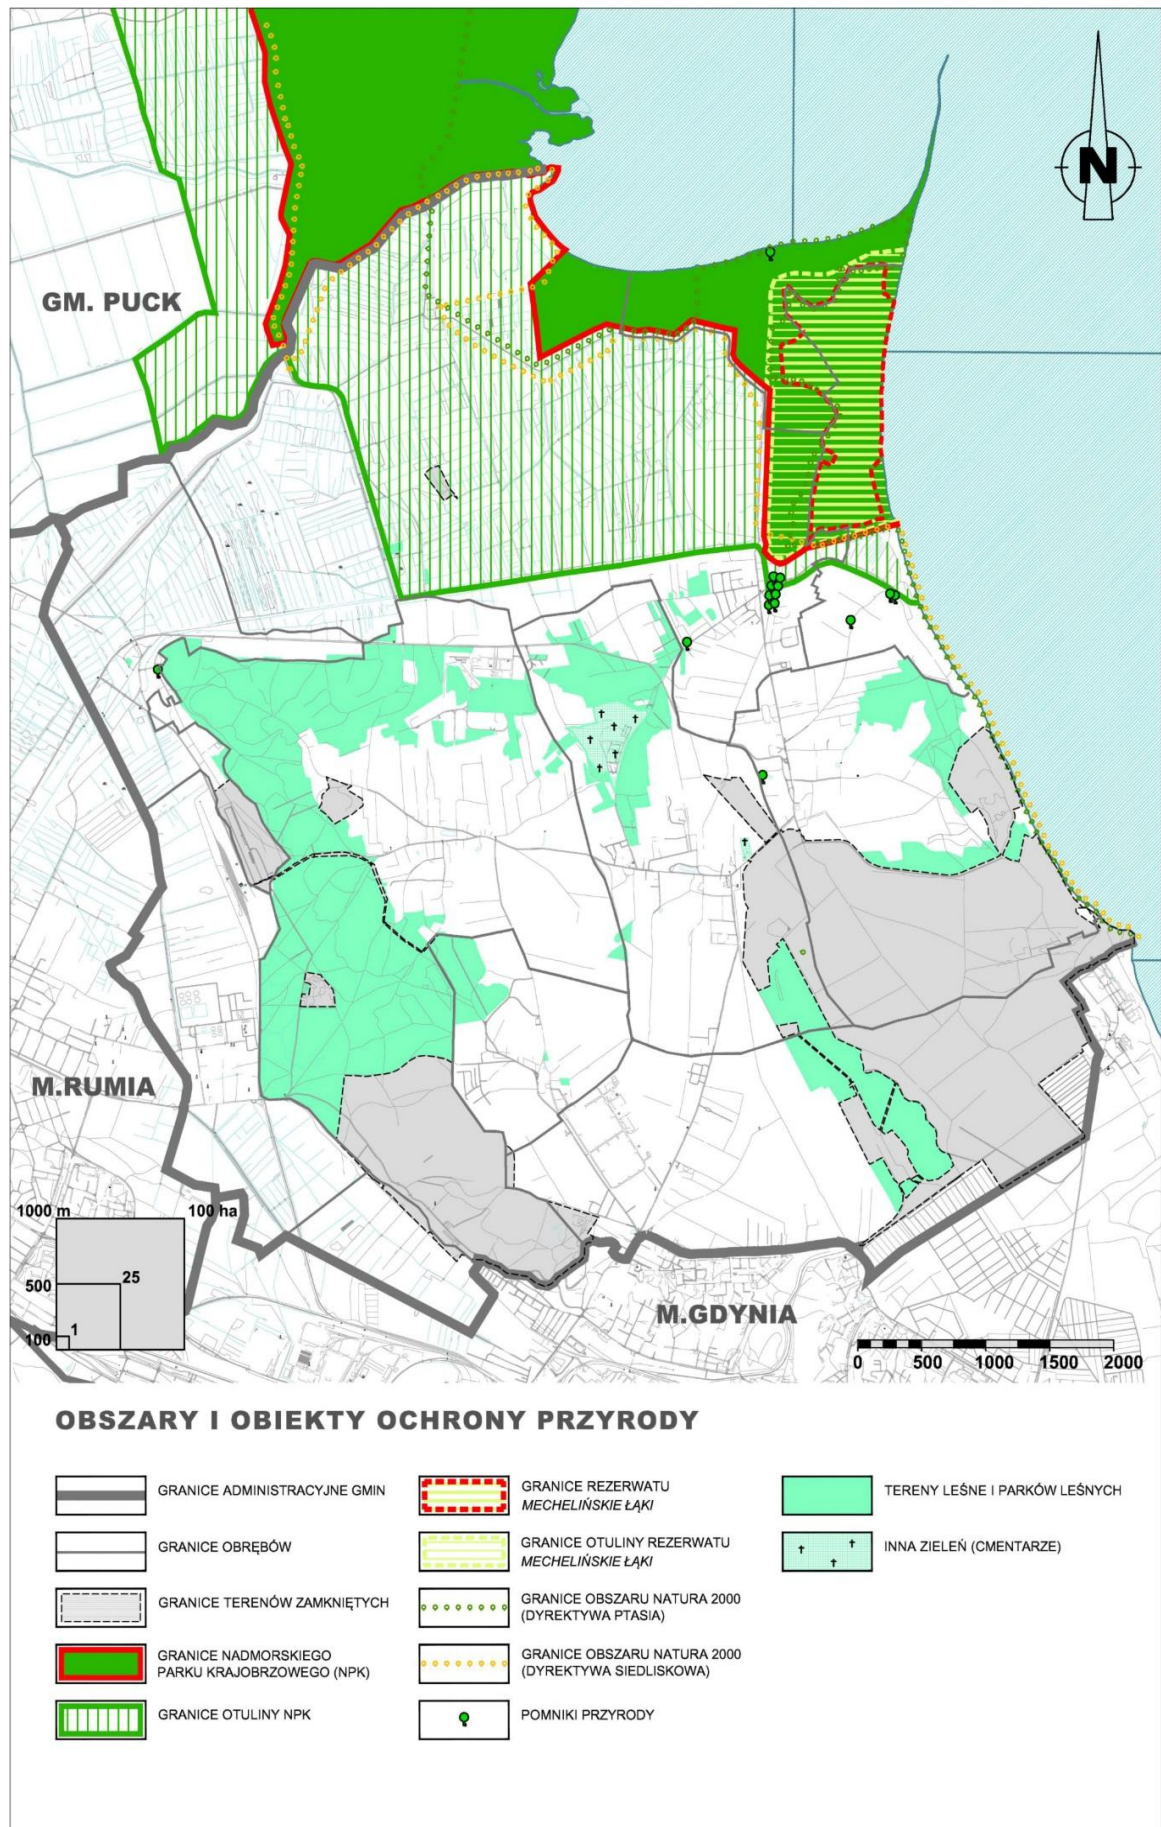 N
GM. PUCK
M.RUMIA
1000 m
100 ha
500
25
100
1
M.GDYNIA
0 500 1000 1500 2000
OBSZARY I OBIEKTY OCHRONY PRZYRODY
GRANICE ADMINISTRACYJNE GMIN
GRANICE OBRĘBÓW
GRANICE TERENÓW ZAMKNIĘTYCH
GRANICE NADMORSKIEGO
PARKU KRAJOBRZOWEGO (NPK)
GRANICE OTULINY NPK
GRANICE REZERWATU
MECHELIŃSKIE ŁĄKI
GRANICE OTULINY REZERWATU
MECHELIŃSKIE ŁĄKI
GRANICE OBSZARU NATURA 2000
(DYREKTYWA PTASIA)
GRANICE OBSZARU NATURA 2000
(DYREKTYWA SIEDLISKOWA)
POMNIKI PRZYRODY
TERENY LEŚNE I PARKÓW LEŚNYCH
INNA ZIELEŃ (CMENTARZE)